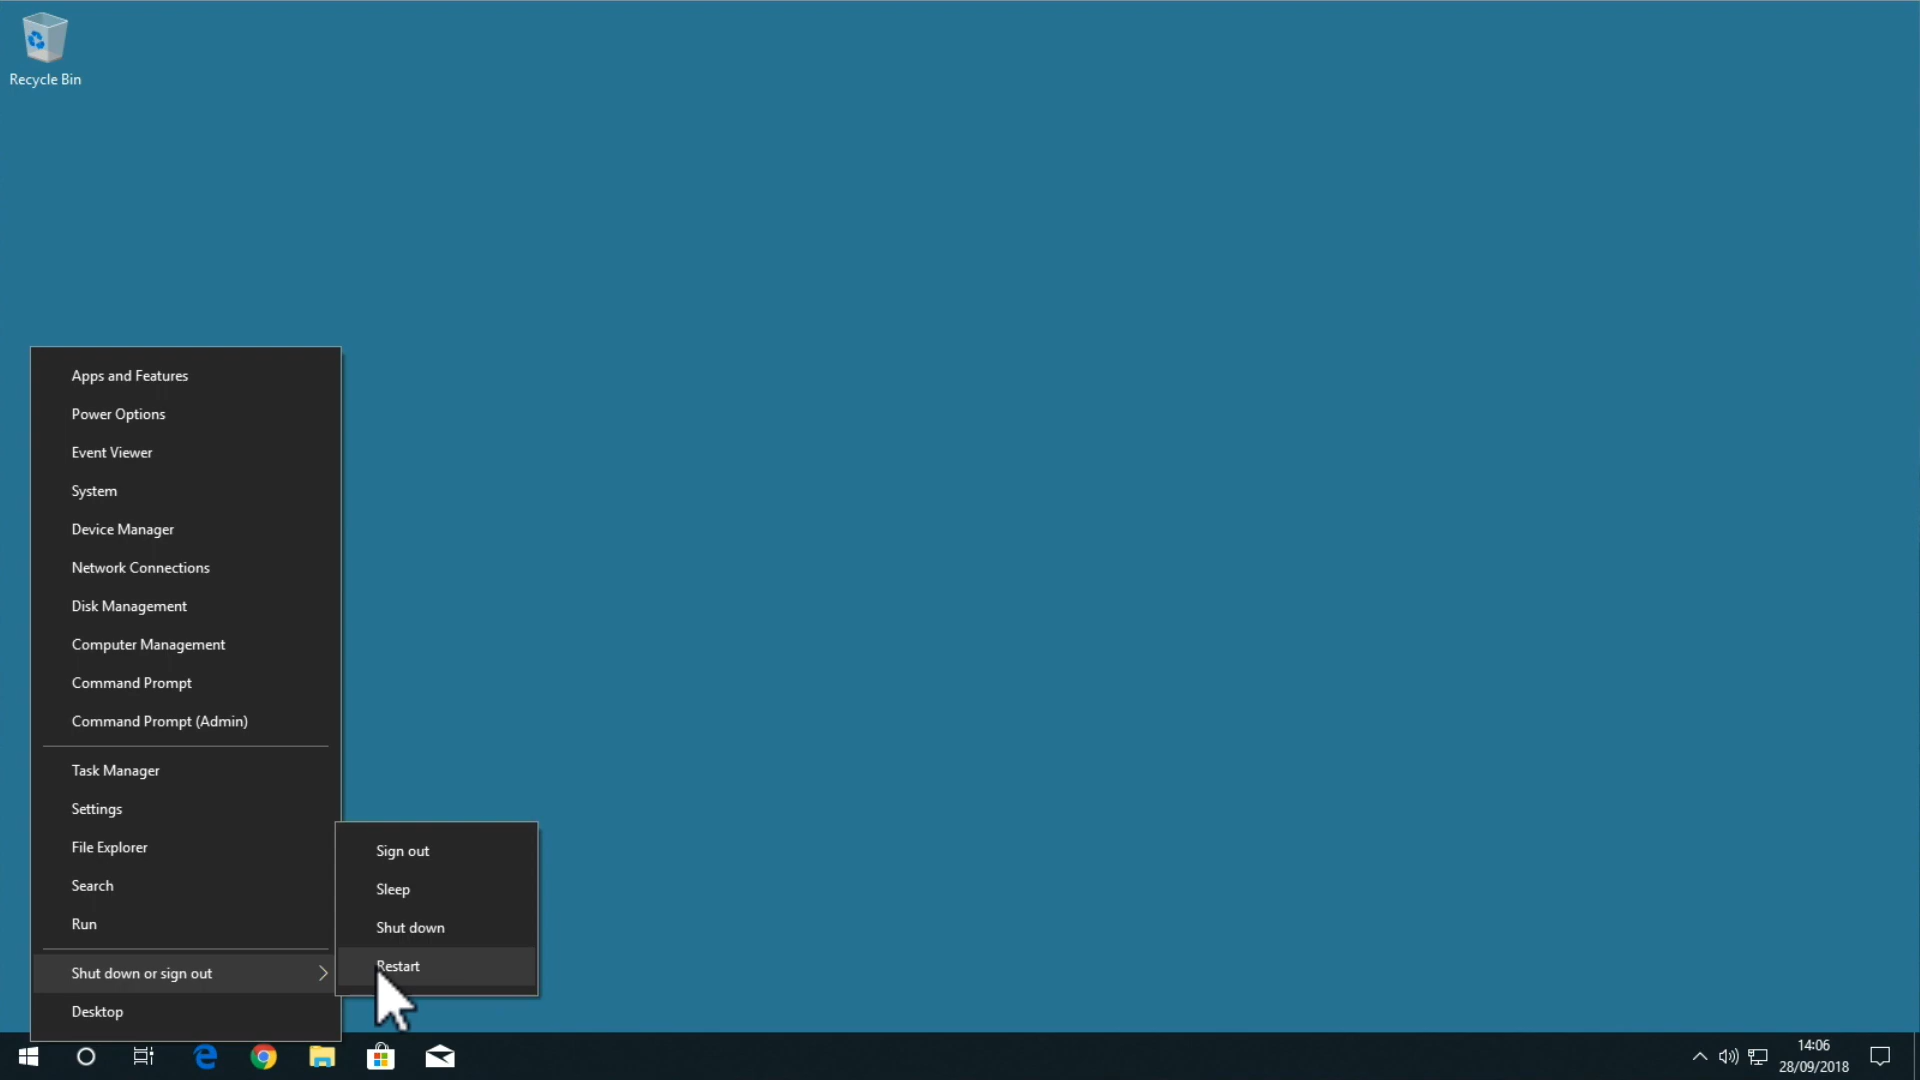 Recycle Bin
Apps and Features
Power Options
Event Viewer
System
Device Manager
Network Connections
Disk Management
Computer Management
Command Prompt
Command Prompt (Admin)
Task Manager
Settings
File Explorer
Search
Run
Shut down or sign out
Desktop
Sign out
Sleep
Shut down
Restart
14:06
28/09/2018